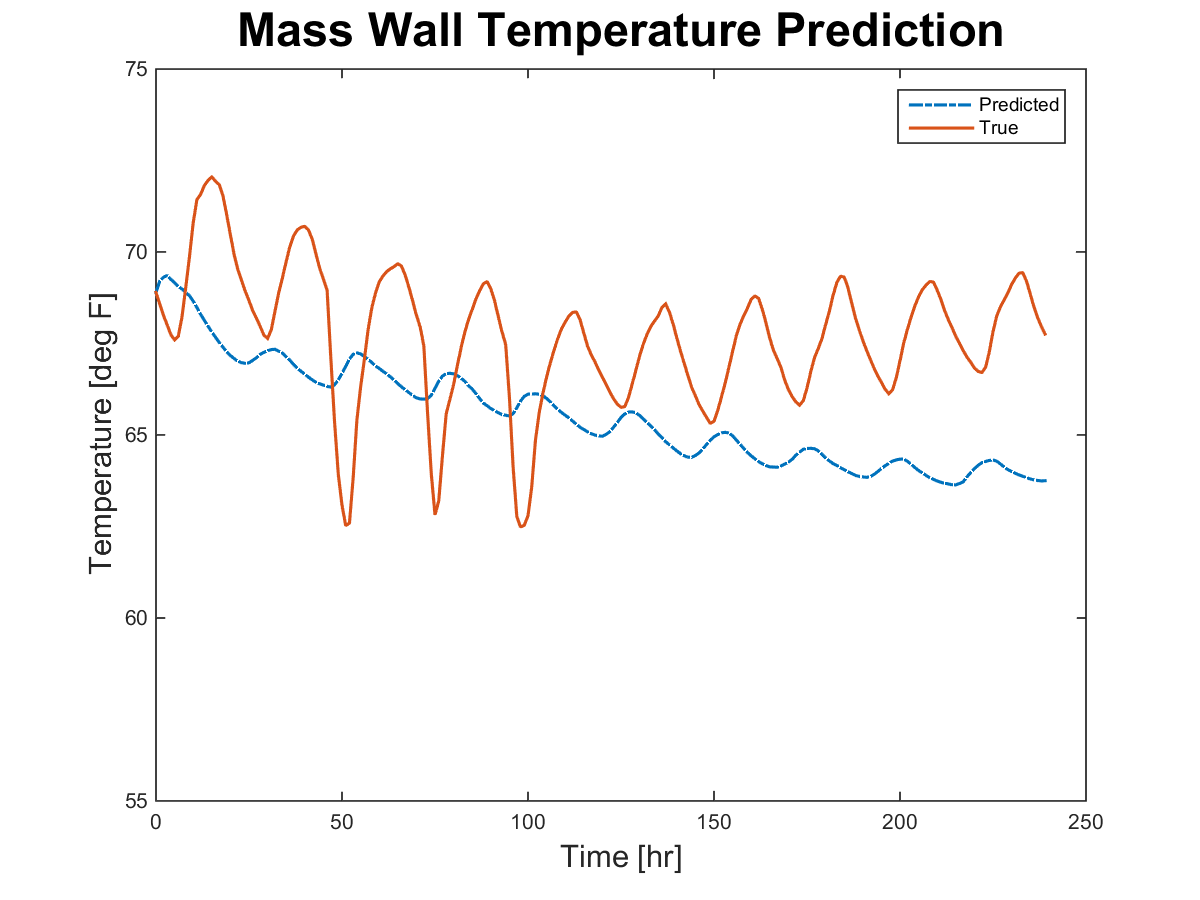 Mass Wall Temperature Prediction
75
70
65
60
55
Temperature [deg F]
Predicted
True
0 50 100 150 200 250
Time [hr]